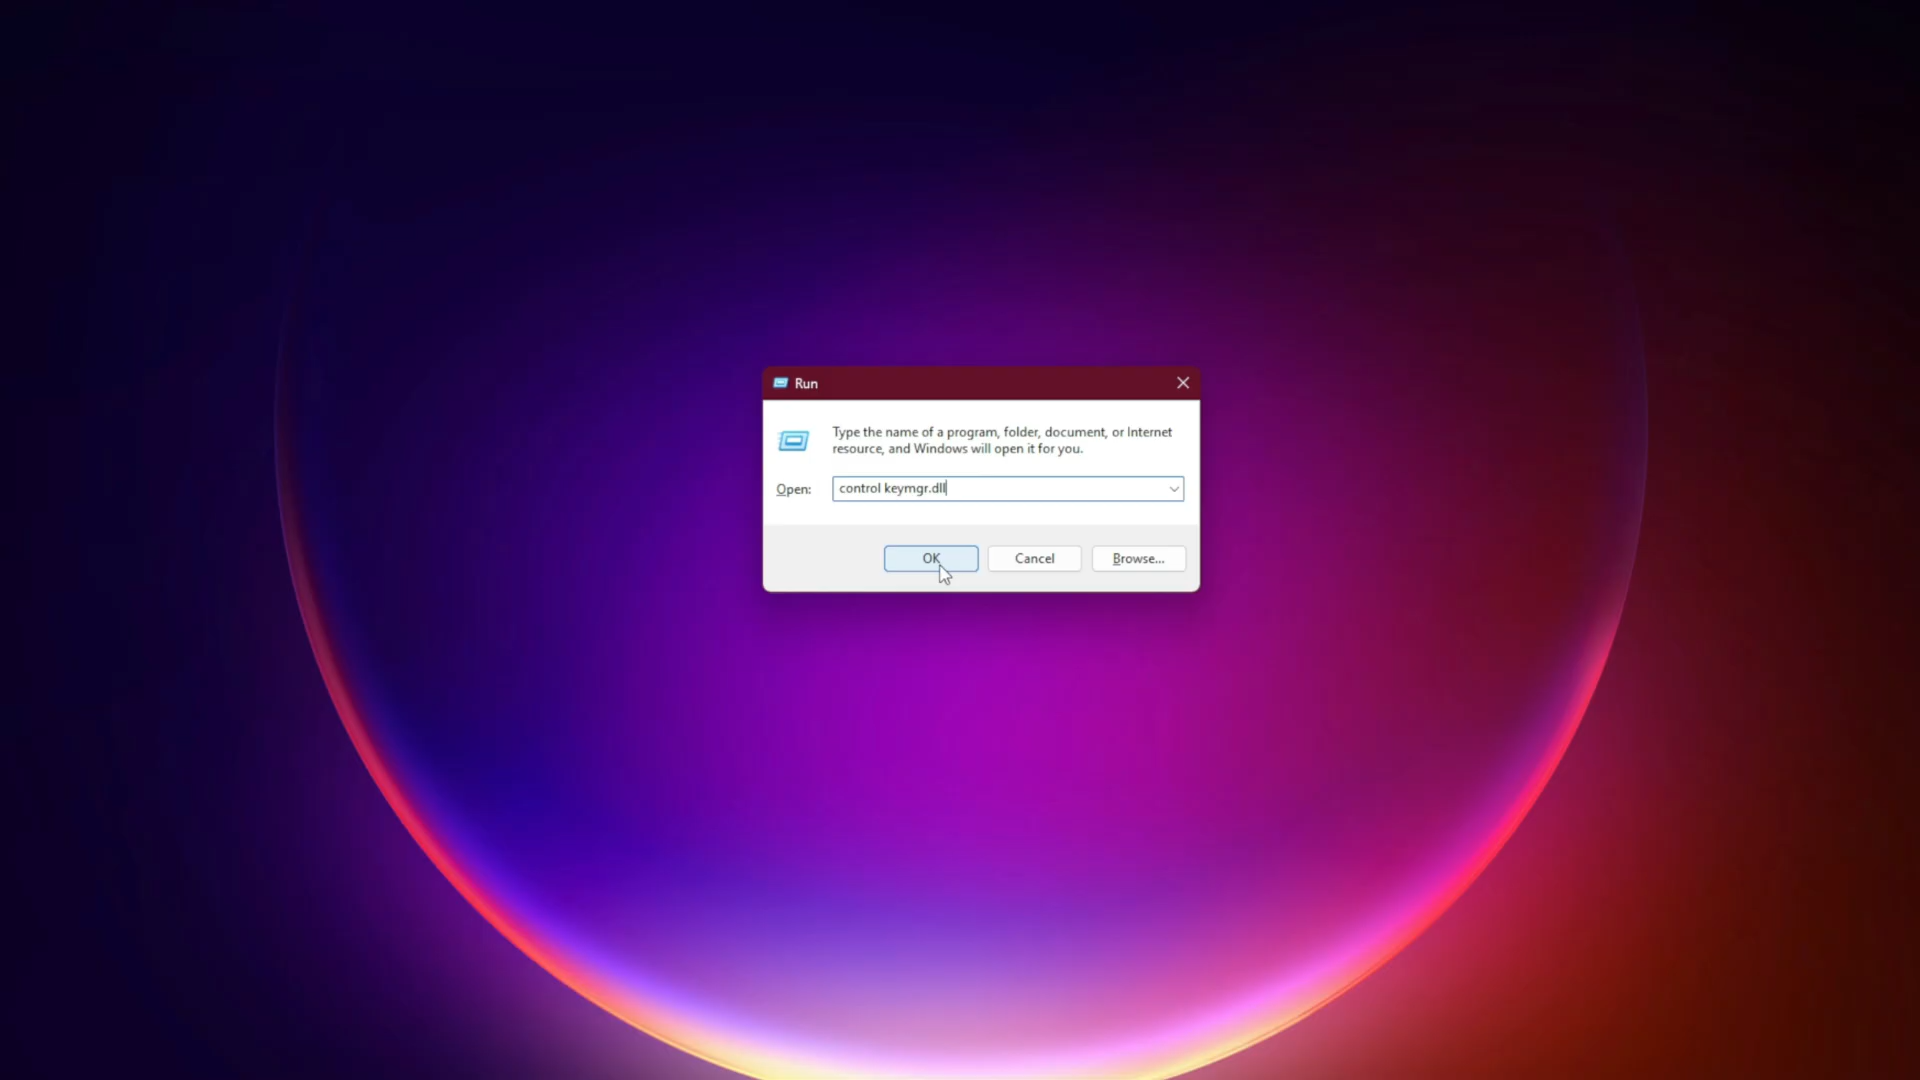 Run
Type the name of a program, folder, document, or Internet
resource, and Windows will open it for you.
Open: control keymgr.dll
OK Cancel Browse...